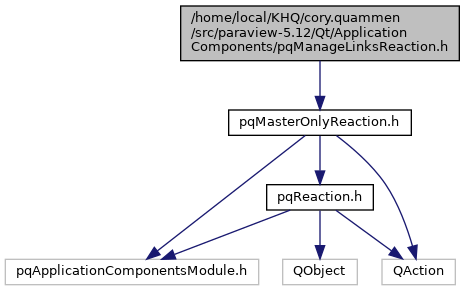 /home/local/KHQ/cory.quammen
/src/paraview-5.12/Qt/Application
Components/pqManageLinksReaction.h
pqMasterOnlyReaction.h
pqReaction.h
pqApplicationComponentsModule.h
QObject
QAction